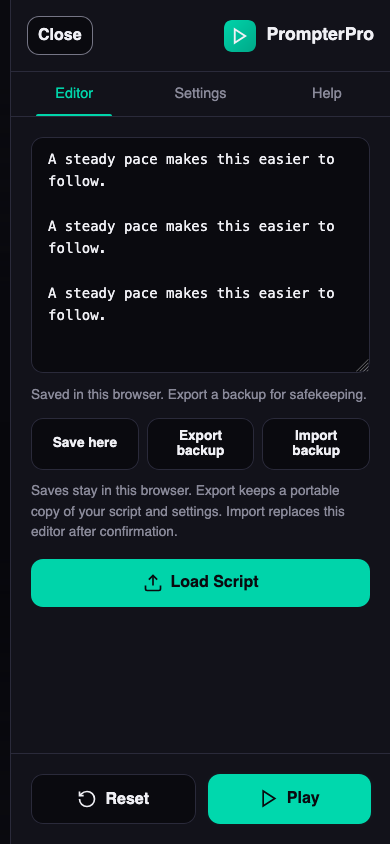 Close
PrompterPro
Editor
Settings
Help
A steady pace makes this easier to
follow.
A steady pace makes this easier to
follow.
A steady pace makes this easier to
follow.
Saved in this browser. Export a backup for safekeeping.
Save here
Export
backup
Import
backup
Saves stay in this browser. Export keeps a portable
copy of your script and settings. Import replaces this
editor after confirmation.
Load Script
Reset
Play